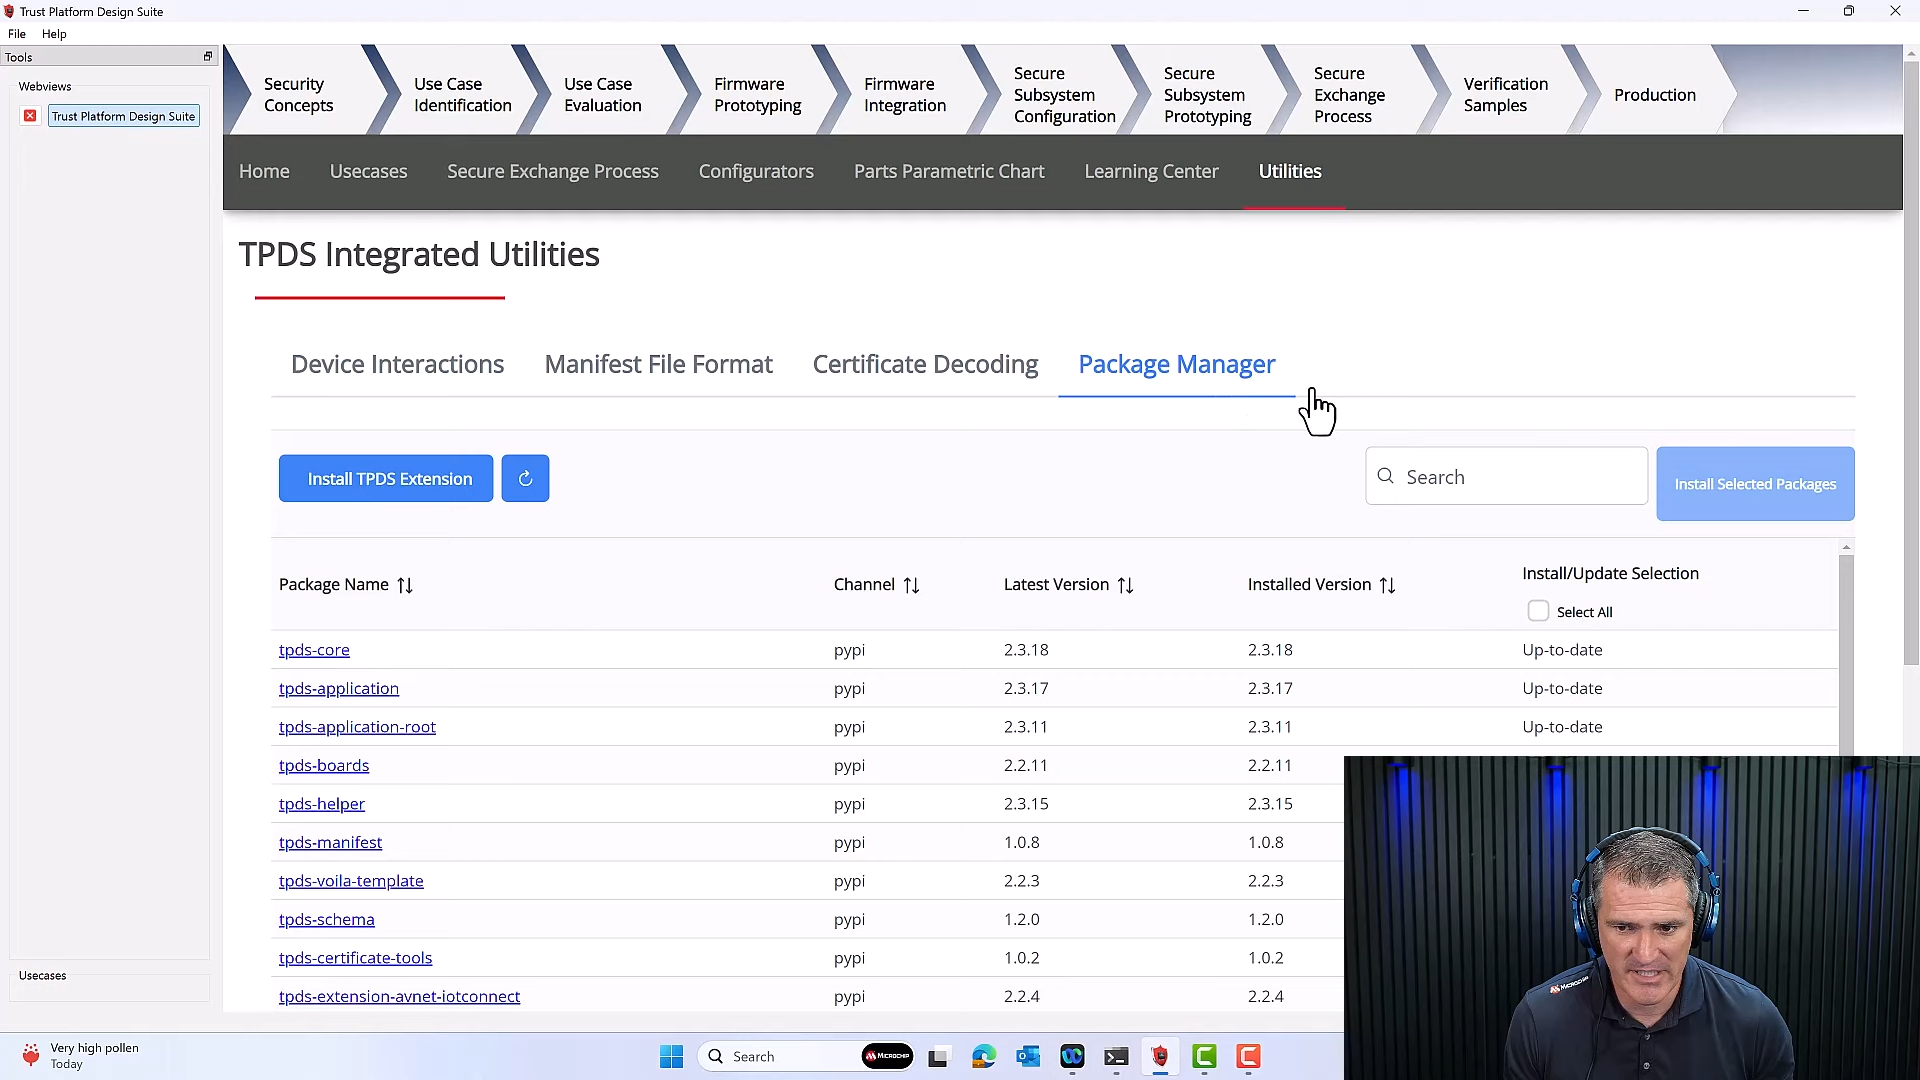 Trust Platform Design Suite
File Help
Tools
Webviews
Trust Platform Design Suite
Usecases
Security
Concepts
Use Case
Identification
Use Case
Evaluation
Firmware
Prototyping
Firmware
Integration
Secure
Subsystem
Configuration
Secure
Subsystem
Prototyping
Secure
Exchange
Process
Verification
Samples
Production
Home Usecases Secure Exchange Process Configurators Parts Parametric Chart Learning Center Utilities
TPDS Integrated Utilities
Device Interactions Manifest File Format Certificate Decoding Package Manager
Install TPDS Extension Search Install Selected Packages
Package Name Channel Latest Version Installed Version Install/Update Selection
Select All
tpds-core pypi 2.3.18 2.3.18 Up-to-date
tpds-application pypi 2.3.17 2.3.17 Up-to-date
tpds-application-root pypi 2.3.11 2.3.11 Up-to-date
tpds-boards pypi 2.2.11 2.2.11
tpds-helper pypi 2.3.15 2.3.15
tpds-manifest pypi 1.0.8 1.0.8
tpds-voila-template pypi 2.2.3 2.2.3
tpds-schema pypi 1.2.0 1.2.0
tpds-certificate-tools pypi 1.0.2 1.0.2
tpds-extension-avnet-iotconnect pypi 2.2.4 2.2.4
MICROCHIP
Very high pollen
Today
Search MICROCHIP